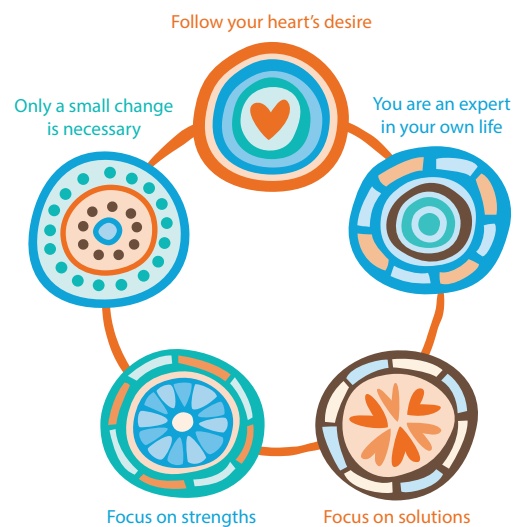 Follow your heart’s desire
Only a small change
is necessary
You are an expert
in your own life
Focus on strengths
Focus on solutions